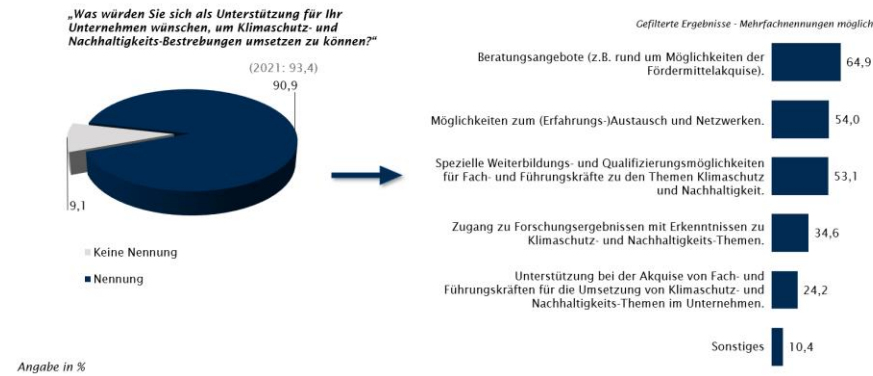 „Was würden Sie sich als Unterstützung für Ihr
Unternehmen wünschen, um Klimaschutz- und
Nachhaltigkeits-Bestrebungen umsetzen zu können?“
(2021: 93,4)
90,9
9,1
Keine Nennung
Nennung
Angabe in %
Gefilterte Ergebnisse - Mehrfachnennungen möglich
Beratungsangebote (z.B. rund um Möglichkeiten der
Fördermittelakquise).
64,9
Möglichkeiten zum (Erfahrungs-)Austausch und Netzwerken.
54,0
Spezielle Weiterbildungs- und Qualifizierungsmöglichkeiten
für Fach- und Führungskräfte zu den Themen Klimaschutz
und Nachhaltigkeit.
53,1
Zugang zu Forschungsergebnissen mit Erkenntnissen zu
Klimaschutz- und Nachhaltigkeits-Themen.
34,6
Unterstützung bei der Akquise von Fach- und
Führungskräften für die Umsetzung von Klimaschutz- und
Nachhaltigkeits-Themen im Unternehmen.
24,2
Sonstiges
10,4